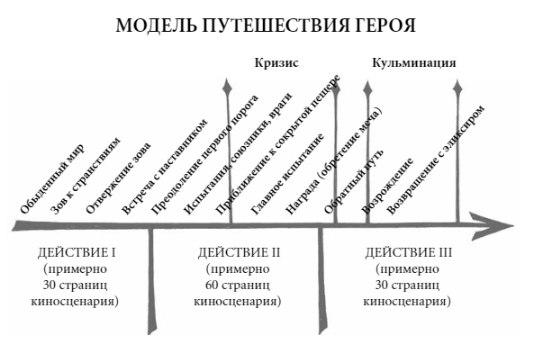 МОДЕЛЬ ПУТЕШЕСТВИЯ ГЕРОЯ
Кризис
Кульминация
Обыденный мир
Зов к странствиям
Отвержение зова
Встреча с наставником
Преодоление первого порога
Испытания, союзники, враги
Приближение к сокрытой пещере
Главное испытание
Награда (обретение меча)
Обратный путь
Возрождение
Возвращение с эликсиром
ДЕЙСТВИЕ I
(примерно
30 страниц
киносценария)
ДЕЙСТВИЕ II
(примерно
60 страниц
киносценария)
ДЕЙСТВИЕ III
(примерно
30 страниц
киносценария)